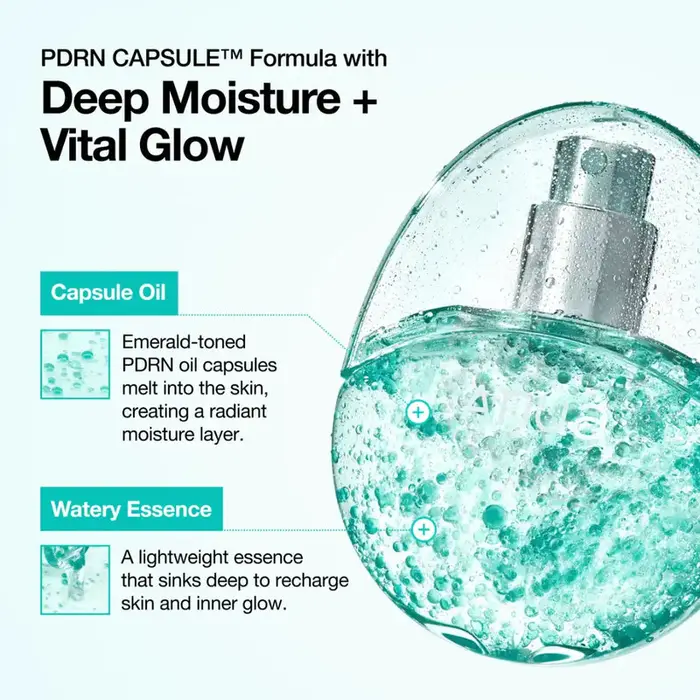 PDRN CAPSULE™ Formula with
Deep Moisture +
Vital Glow
Capsule Oil
Emerald-toned
PDRN oil capsules
melt into the skin,
creating a radiant
moisture layer.
Watery Essence
A lightweight essence
that sinks deep to recharge
skin and inner glow.